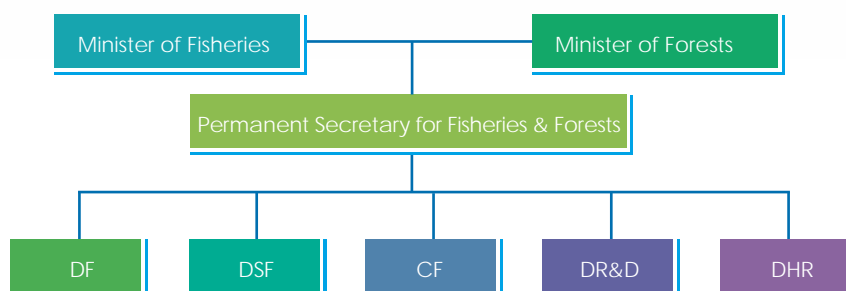 Minister of Fisheries
Minister of Forests
Permanent Secretary for Fisheries & Forests
DF
DSF
CF
DR&D
DHR